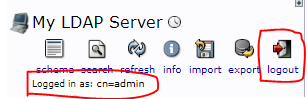 My LDAP Server
schema search refresh info import export logout
Logged in as: cn=admin